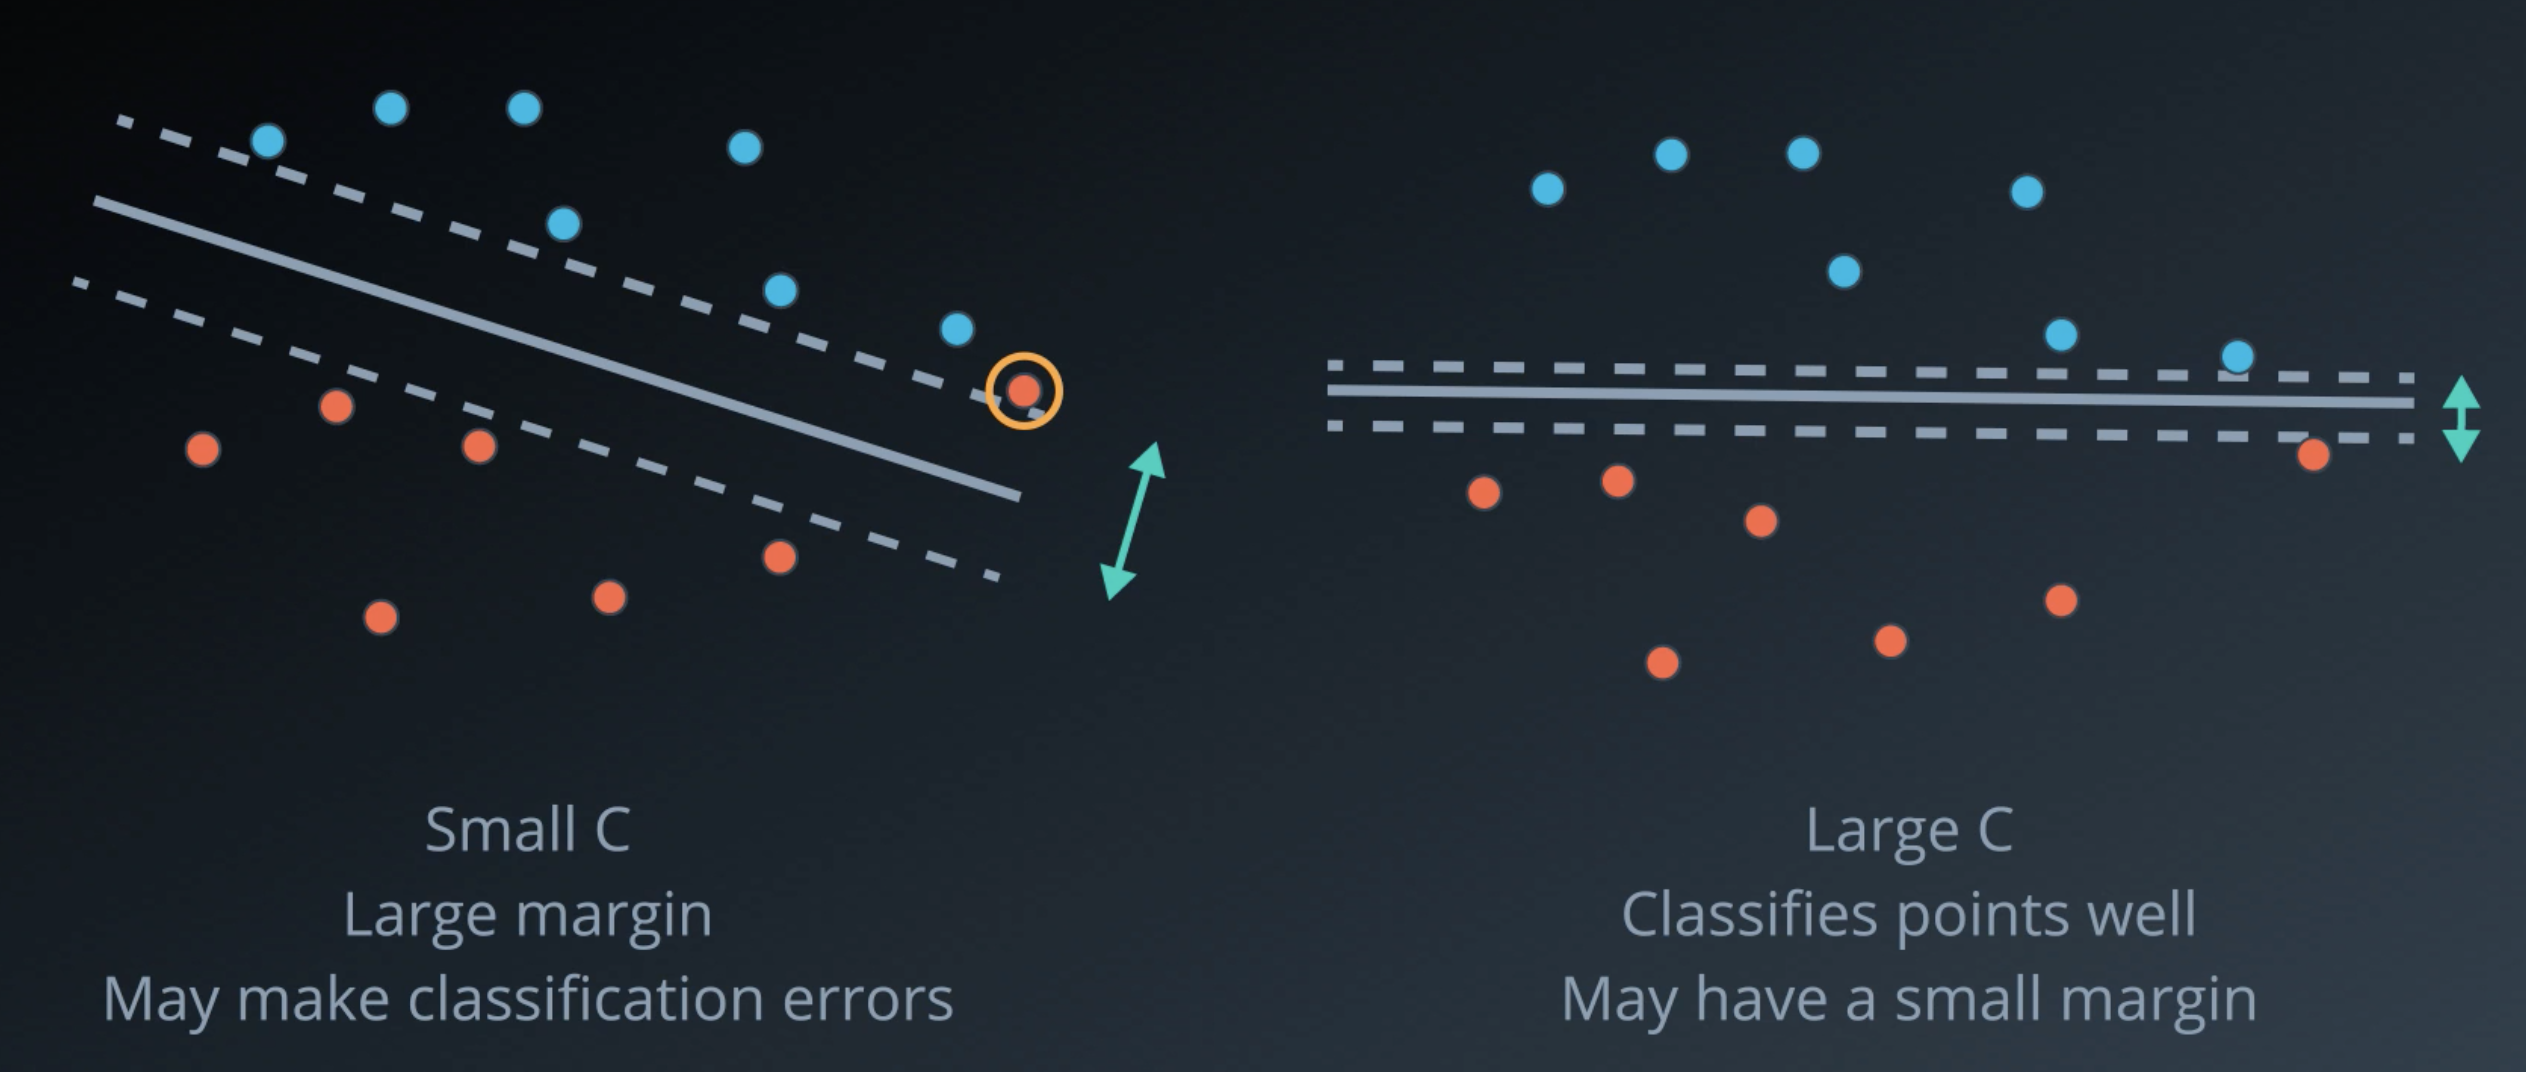 Small C
Large margin
May make classification errors
Large C
Classifies points well
May have a small margin